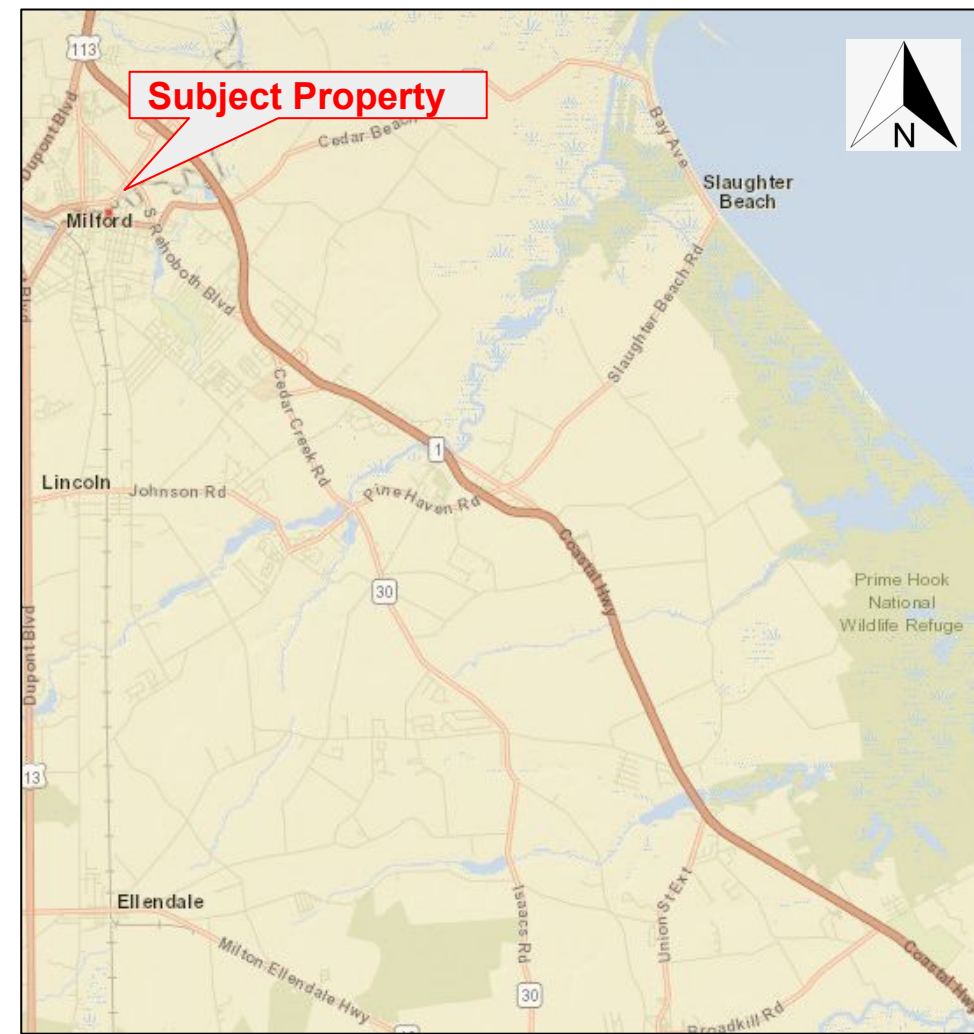 113
Subject Property
N
Dupont Blvd
Cedar Beach
Bay Ave
Slaughter
Beach
Milford
S Rehoboth Blvd
Blvd
Slaughter Beach Rd
Cedar Creek Rd
1
Lincoln
Johnson Rd
Pine Haven Rd
Coastal Hwy
30
Prime Hook
National
Wildlife Refuge
Dupont Blvd
13
Ellendale
Milton Ellendale Hwy
Isaacs Rd
Union St Ext
30
Broadkill Rd
Coastal Hwy